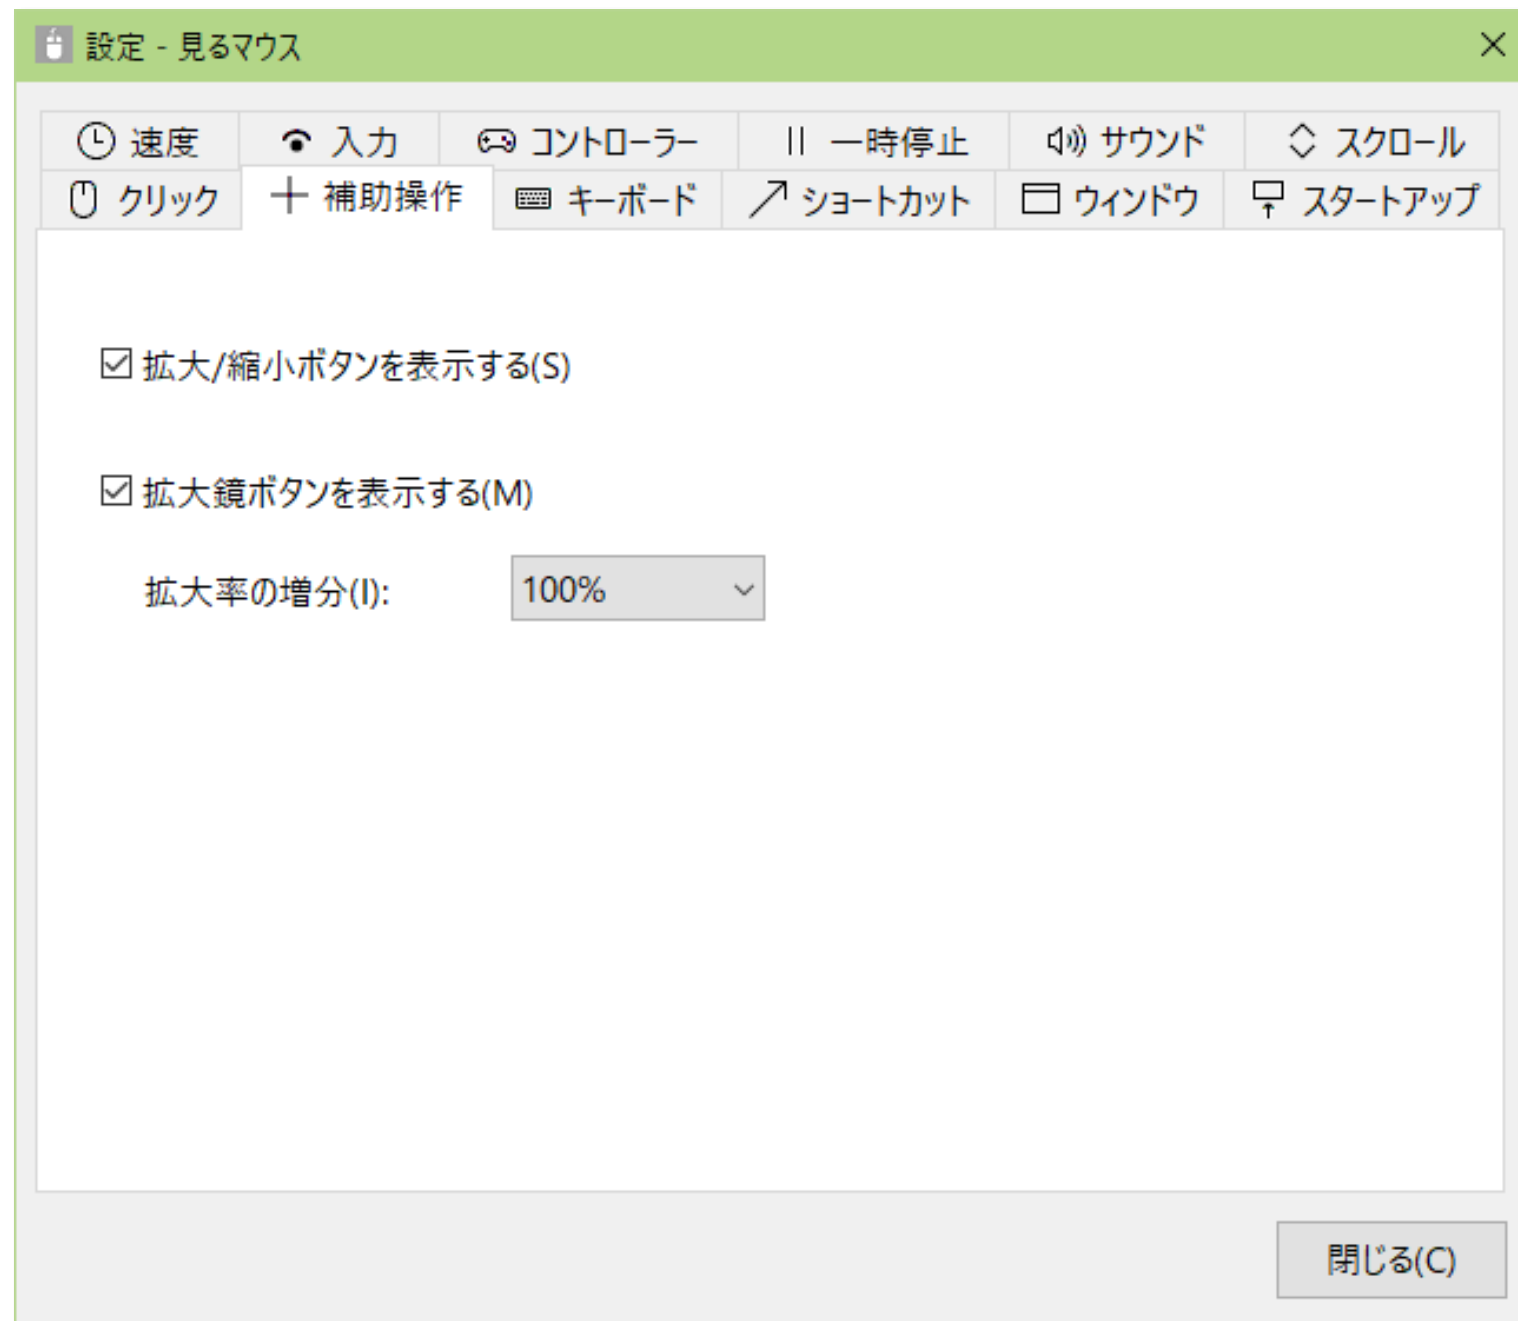 設定 - 見るマウス
速度 入力 コントローラー 一時停止 サウンド スクロール
クリック 補助操作 キーボード ショートカット ウィンドウ スタートアップ
拡大/縮小ボタンを表示する(S)
拡大鏡ボタンを表示する(M)
拡大率の増分(I): 100%
閉じる(C)